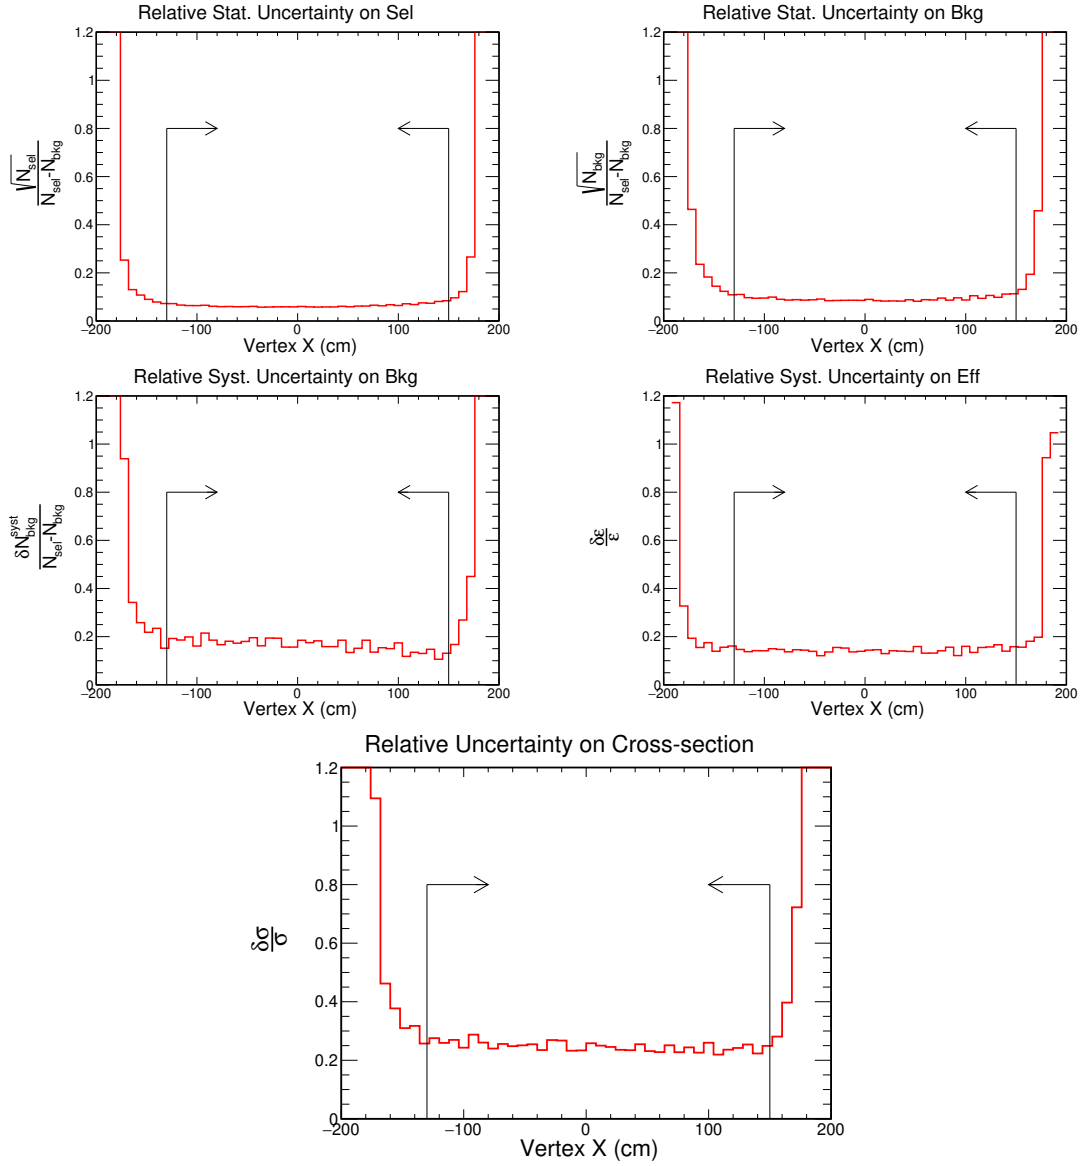 Relative Stat. Uncertainty on Sel
1.2
1
0.8
0.6
0.4
0.2
0
√N_sel
N_sel-N_bkg
−200 −100 0 100 200
Vertex X (cm)
Relative Stat. Uncertainty on Bkg
1.2
1
0.8
0.6
0.4
0.2
0
√N_bkg
N_sel-N_bkg
−200 −100 0 100 200
Vertex X (cm)
Relative Syst. Uncertainty on Bkg
1.2
1
0.8
0.6
0.4
0.2
0
δN_bkg^syst
N_sel-N_bkg
−200 −100 0 100 200
Vertex X (cm)
Relative Syst. Uncertainty on Eff
1.2
1
0.8
0.6
0.4
0.2
0
δε
ε
−200 −100 0 100 200
Vertex X (cm)
Relative Uncertainty on Cross-section
1.2
1
0.8
0.6
0.4
0.2
0
δσ
σ
−200 −100 0 100 200
Vertex X (cm)